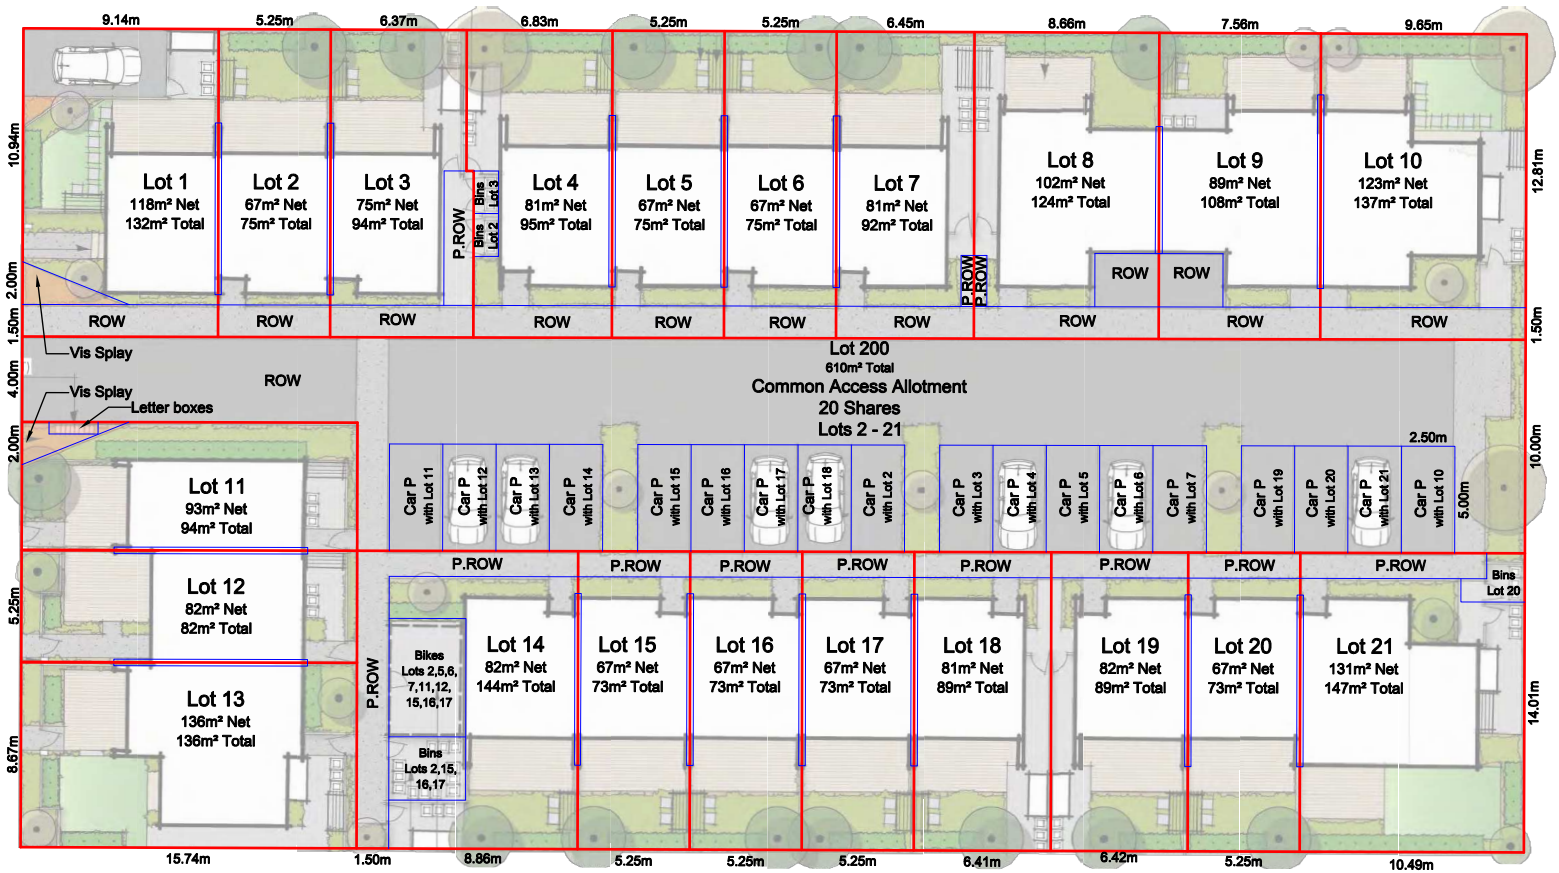 9.14m
5.25m
6.37m
6.83m
5.25m
5.25m
6.45m
8.66m
7.56m
9.65m
10.94m
2.00m
1.50m
4.00m
2.00m
5.25m
8.67m
Lot 1
118m² Net
132m² Total
Lot 2
67m² Net
75m² Total
Lot 3
75m² Net
94m² Total
P.ROW
Bins
Lot 3
Bins
Lot 2
Lot 4
81m² Net
95m² Total
Lot 5
67m² Net
75m² Total
Lot 6
67m² Net
75m² Total
Lot 7
81m² Net
92m² Total
P.ROW
P.ROW
Lot 8
102m² Net
124m² Total
ROW
Lot 9
89m² Net
108m² Total
ROW
Lot 10
123m² Net
137m² Total
12.81m
1.50m
10.00m
14.01m
ROW
ROW
ROW
ROW
ROW
ROW
ROW
ROW
ROW
ROW
Vis Splay
Vis Splay
Letter boxes
ROW
Lot 200
610m² Total
Common Access Allotment
20 Shares
Lots 2 - 21
2.50m
5.00m
Car P
with Lot 11
Car P
with Lot 12
Car P
with Lot 13
Car P
with Lot 14
Car P
with Lot 15
Car P
with Lot 16
Car P
with Lot 17
Car P
with Lot 18
Car P
with Lot 2
Car P
with Lot 3
Car P
with Lot 4
Car P
with Lot 5
Car P
with Lot 6
Car P
with Lot 7
Car P
with Lot 19
Car P
with Lot 20
Car P
with Lot 21
Car P
with Lot 10
Lot 11
93m² Net
94m² Total
Lot 12
82m² Net
82m² Total
Lot 13
136m² Net
136m² Total
P.ROW
P.ROW
P.ROW
P.ROW
P.ROW
P.ROW
P.ROW
P.ROW
Bins
Lot 20
Bikes
Lots 2,5,6,
7,11,12,
15,16,17
Bins
Lots 2,15,
16,17
Lot 14
82m² Net
144m² Total
Lot 15
67m² Net
73m² Total
Lot 16
67m² Net
73m² Total
Lot 17
67m² Net
73m² Total
Lot 18
81m² Net
89m² Total
Lot 19
82m² Net
89m² Total
Lot 20
67m² Net
73m² Total
Lot 21
131m² Net
147m² Total
15.74m
1.50m
8.86m
5.25m
5.25m
5.25m
6.41m
6.42m
5.25m
10.49m